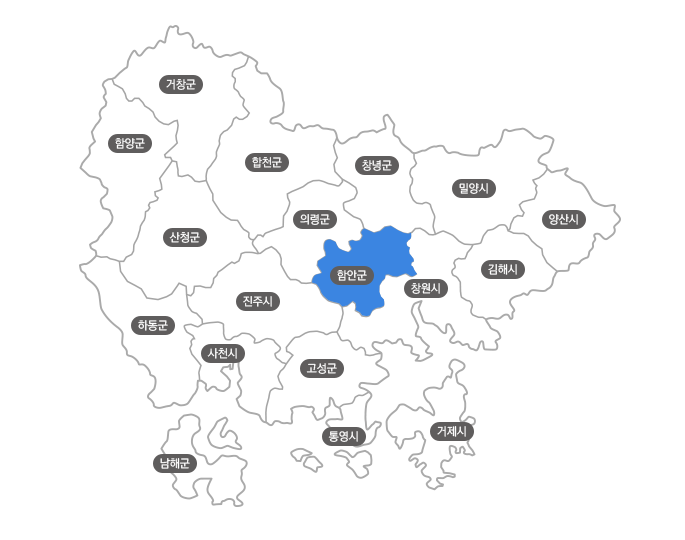 거창군
함양군
합천군
창녕군
밀양시
의령군
양산시
산청군
함안군
김해시
창원시
진주시
하동군
사천시
고성군
거제시
통영시
남해군